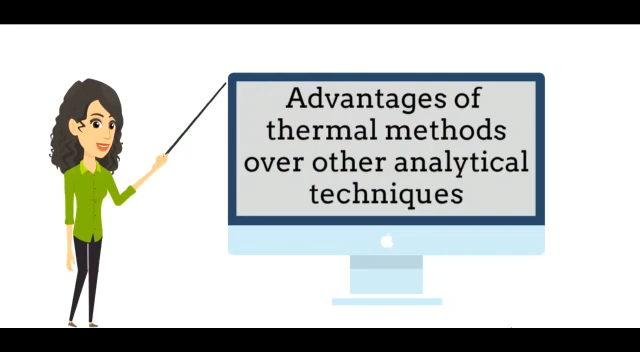 Advantages of
thermal methods
over other analytical
techniques